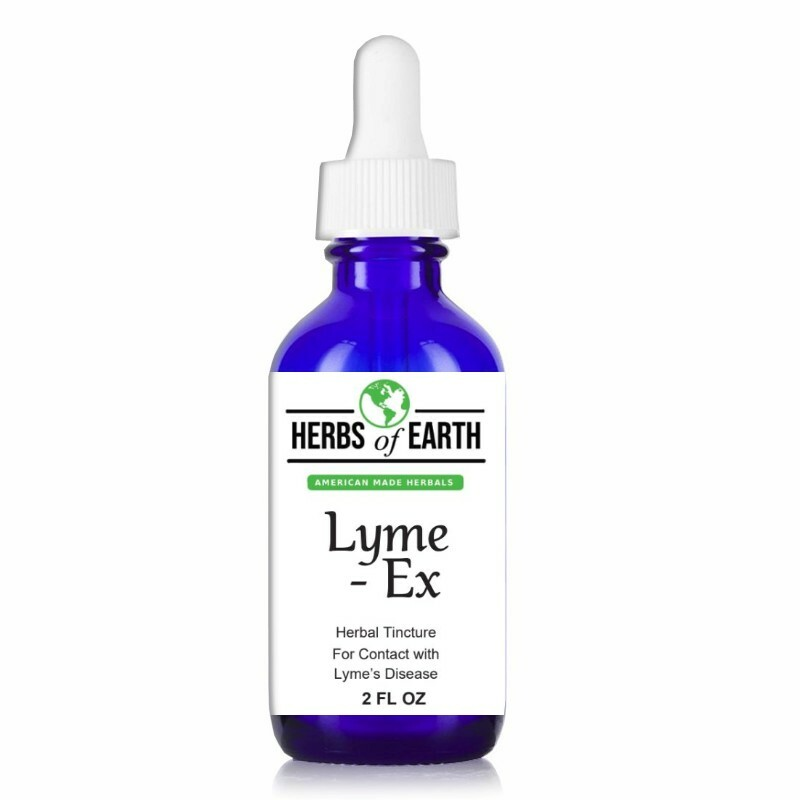 HERBS of EARTH
AMERICAN MADE HERBALS
Lyme
- Ex
Herbal Tincture
For Contact with
Lyme's Disease
2 FL OZ